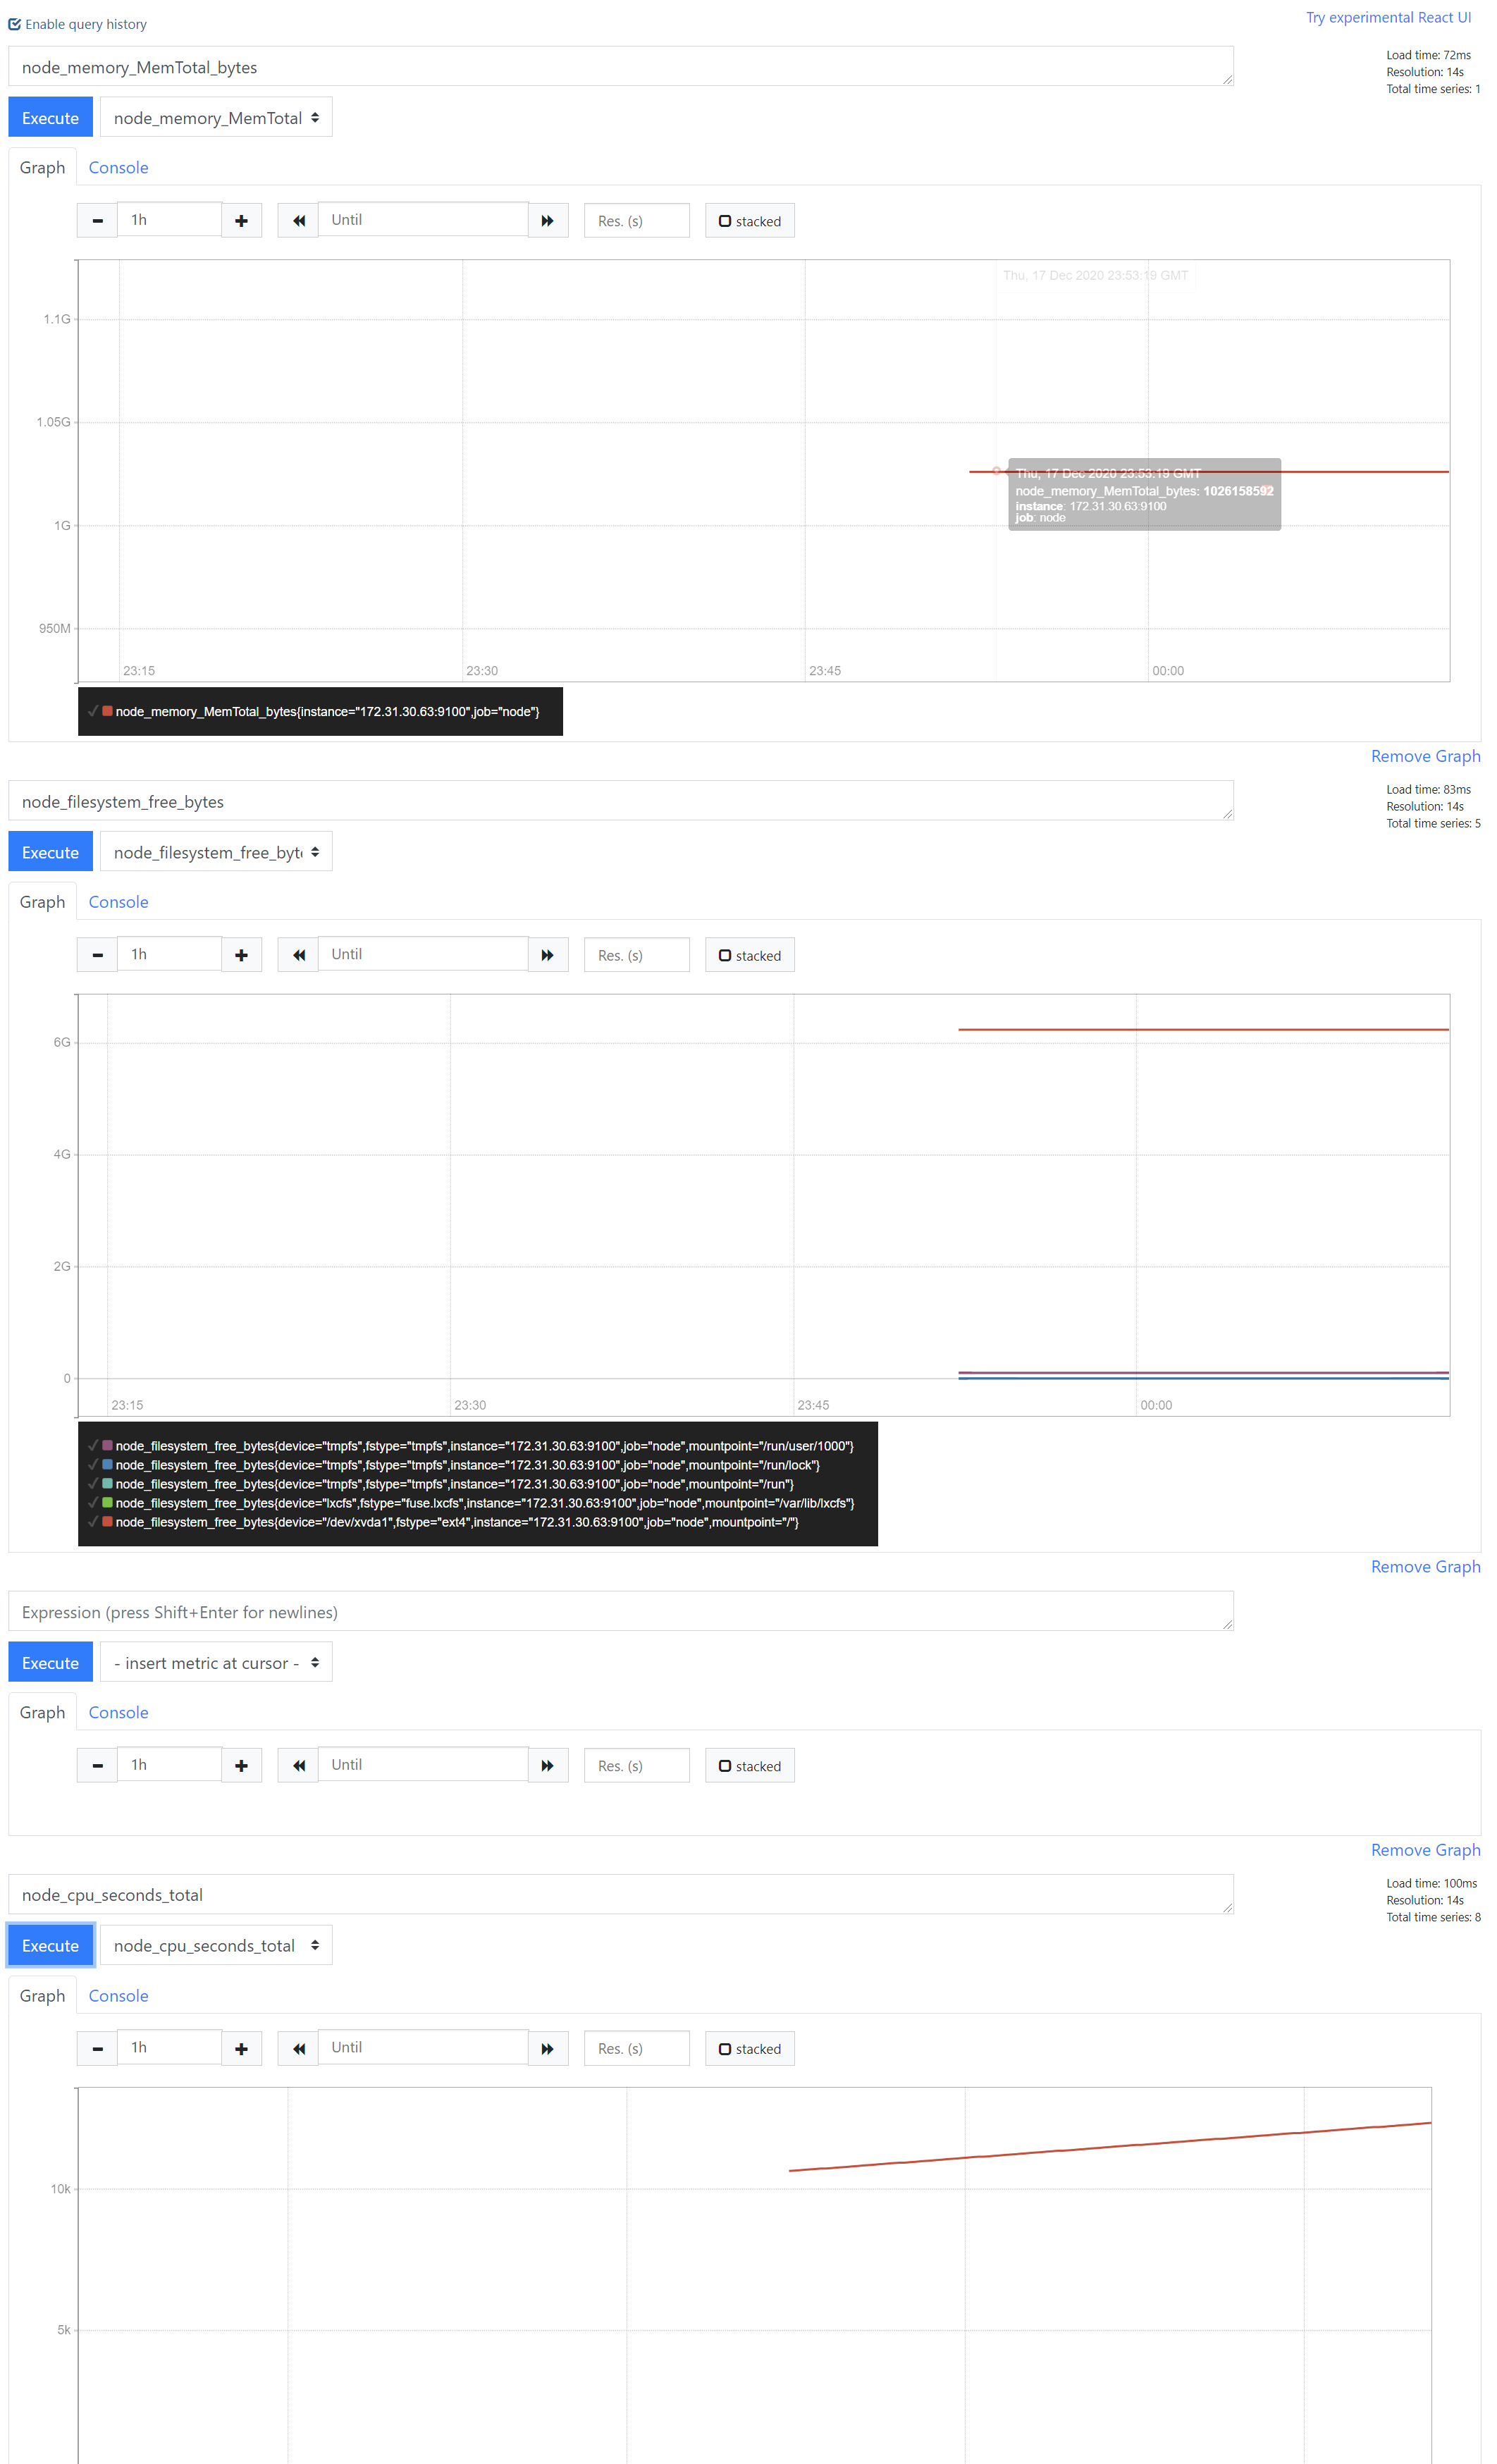 Enable query history
Try experimental React UI
node_memory_MemTotal_bytes
Load time: 72ms
Resolution: 14s
Total time series: 1
Execute
node_memory_MemTotal
Graph
Console
1h
Until
Res. (s)
stacked
Thu, 17 Dec 2020 23:53:19 GMT
1.1G
1.05G
1G
950M
Thu, 17 Dec 2020 23:53:19 GMT
node_memory_MemTotal_bytes: 1026158592
instance: 172.31.30.63:9100
job: node
23:15
23:30
23:45
00:00
node_memory_MemTotal_bytes{instance="172.31.30.63:9100",job="node"}
Remove Graph
node_filesystem_free_bytes
Load time: 83ms
Resolution: 14s
Total time series: 5
Execute
node_filesystem_free_byt
Graph
Console
1h
Until
Res. (s)
stacked
6G
4G
2G
0
23:15
23:30
23:45
00:00
node_filesystem_free_bytes{device="tmpfs",fstype="tmpfs",instance="172.31.30.63:9100",job="node",mountpoint="/run/user/1000"}
node_filesystem_free_bytes{device="tmpfs",fstype="tmpfs",instance="172.31.30.63:9100",job="node",mountpoint="/run/lock"}
node_filesystem_free_bytes{device="tmpfs",fstype="tmpfs",instance="172.31.30.63:9100",job="node",mountpoint="/run"}
node_filesystem_free_bytes{device="lxcfs",fstype="fuse.lxcfs",instance="172.31.30.63:9100",job="node",mountpoint="/var/lib/lxcfs"}
node_filesystem_free_bytes{device="/dev/xvda1",fstype="ext4",instance="172.31.30.63:9100",job="node",mountpoint="/"}
Remove Graph
Expression (press Shift+Enter for newlines)
Execute
- insert metric at cursor -
Graph
Console
1h
Until
Res. (s)
stacked
Remove Graph
node_cpu_seconds_total
Load time: 100ms
Resolution: 14s
Total time series: 8
Execute
node_cpu_seconds_total
Graph
Console
1h
Until
Res. (s)
stacked
10k
5k